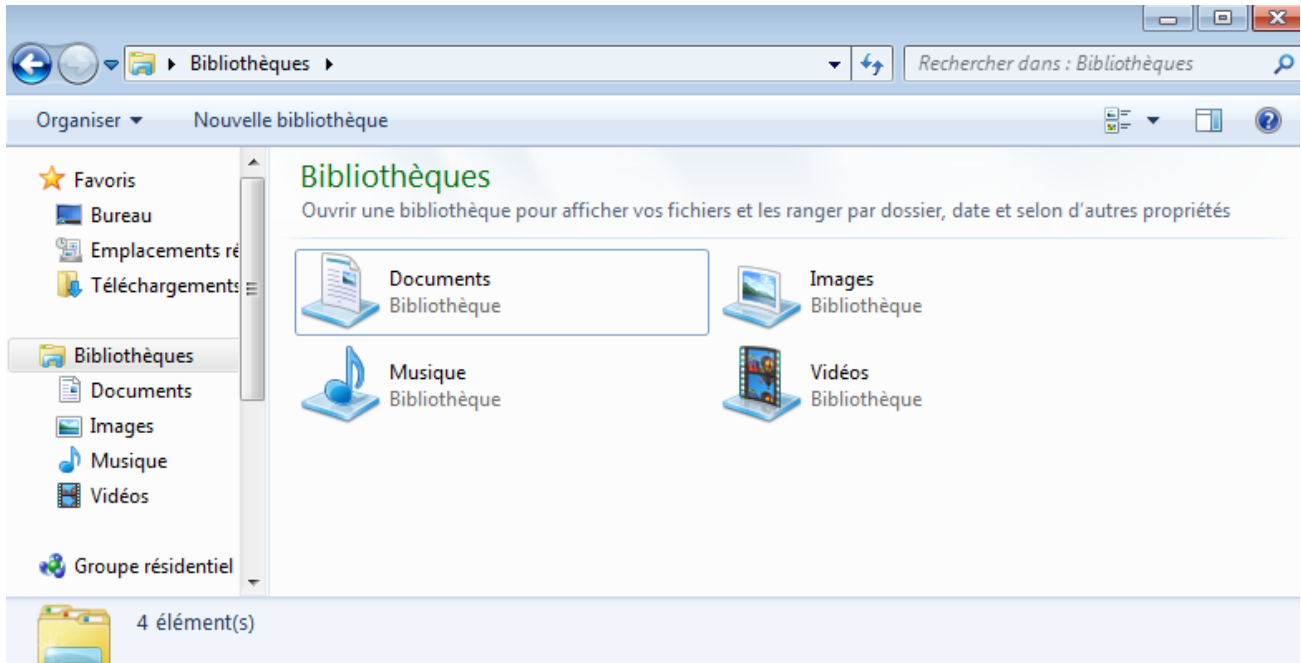 Bibliothèques
Rechercher dans : Bibliothèques
Organiser
Nouvelle bibliothèque
Favoris
Bureau
Emplacements ré
Téléchargements
Bibliothèques
Documents
Images
Musique
Vidéos
Groupe résidentiel
Bibliothèques
Ouvrir une bibliothèque pour afficher vos fichiers et les ranger par dossier, date et selon d'autres propriétés
Documents
Bibliothèque
Images
Bibliothèque
Musique
Bibliothèque
Vidéos
Bibliothèque
4 élément(s)